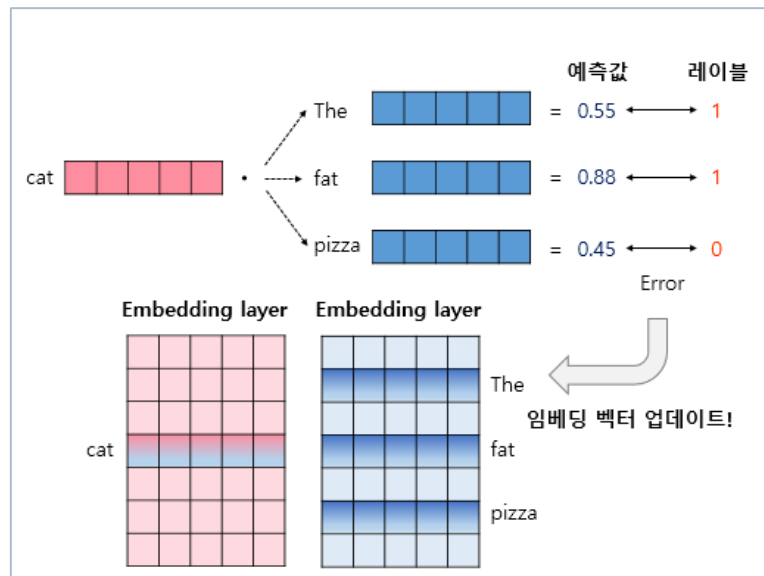 예측값 레이블
The = 0.55 1
cat fat = 0.88 1
pizza = 0.45 0
Error
Embedding layer Embedding layer
The
임베딩 벡터 업데이트!
cat fat
pizza